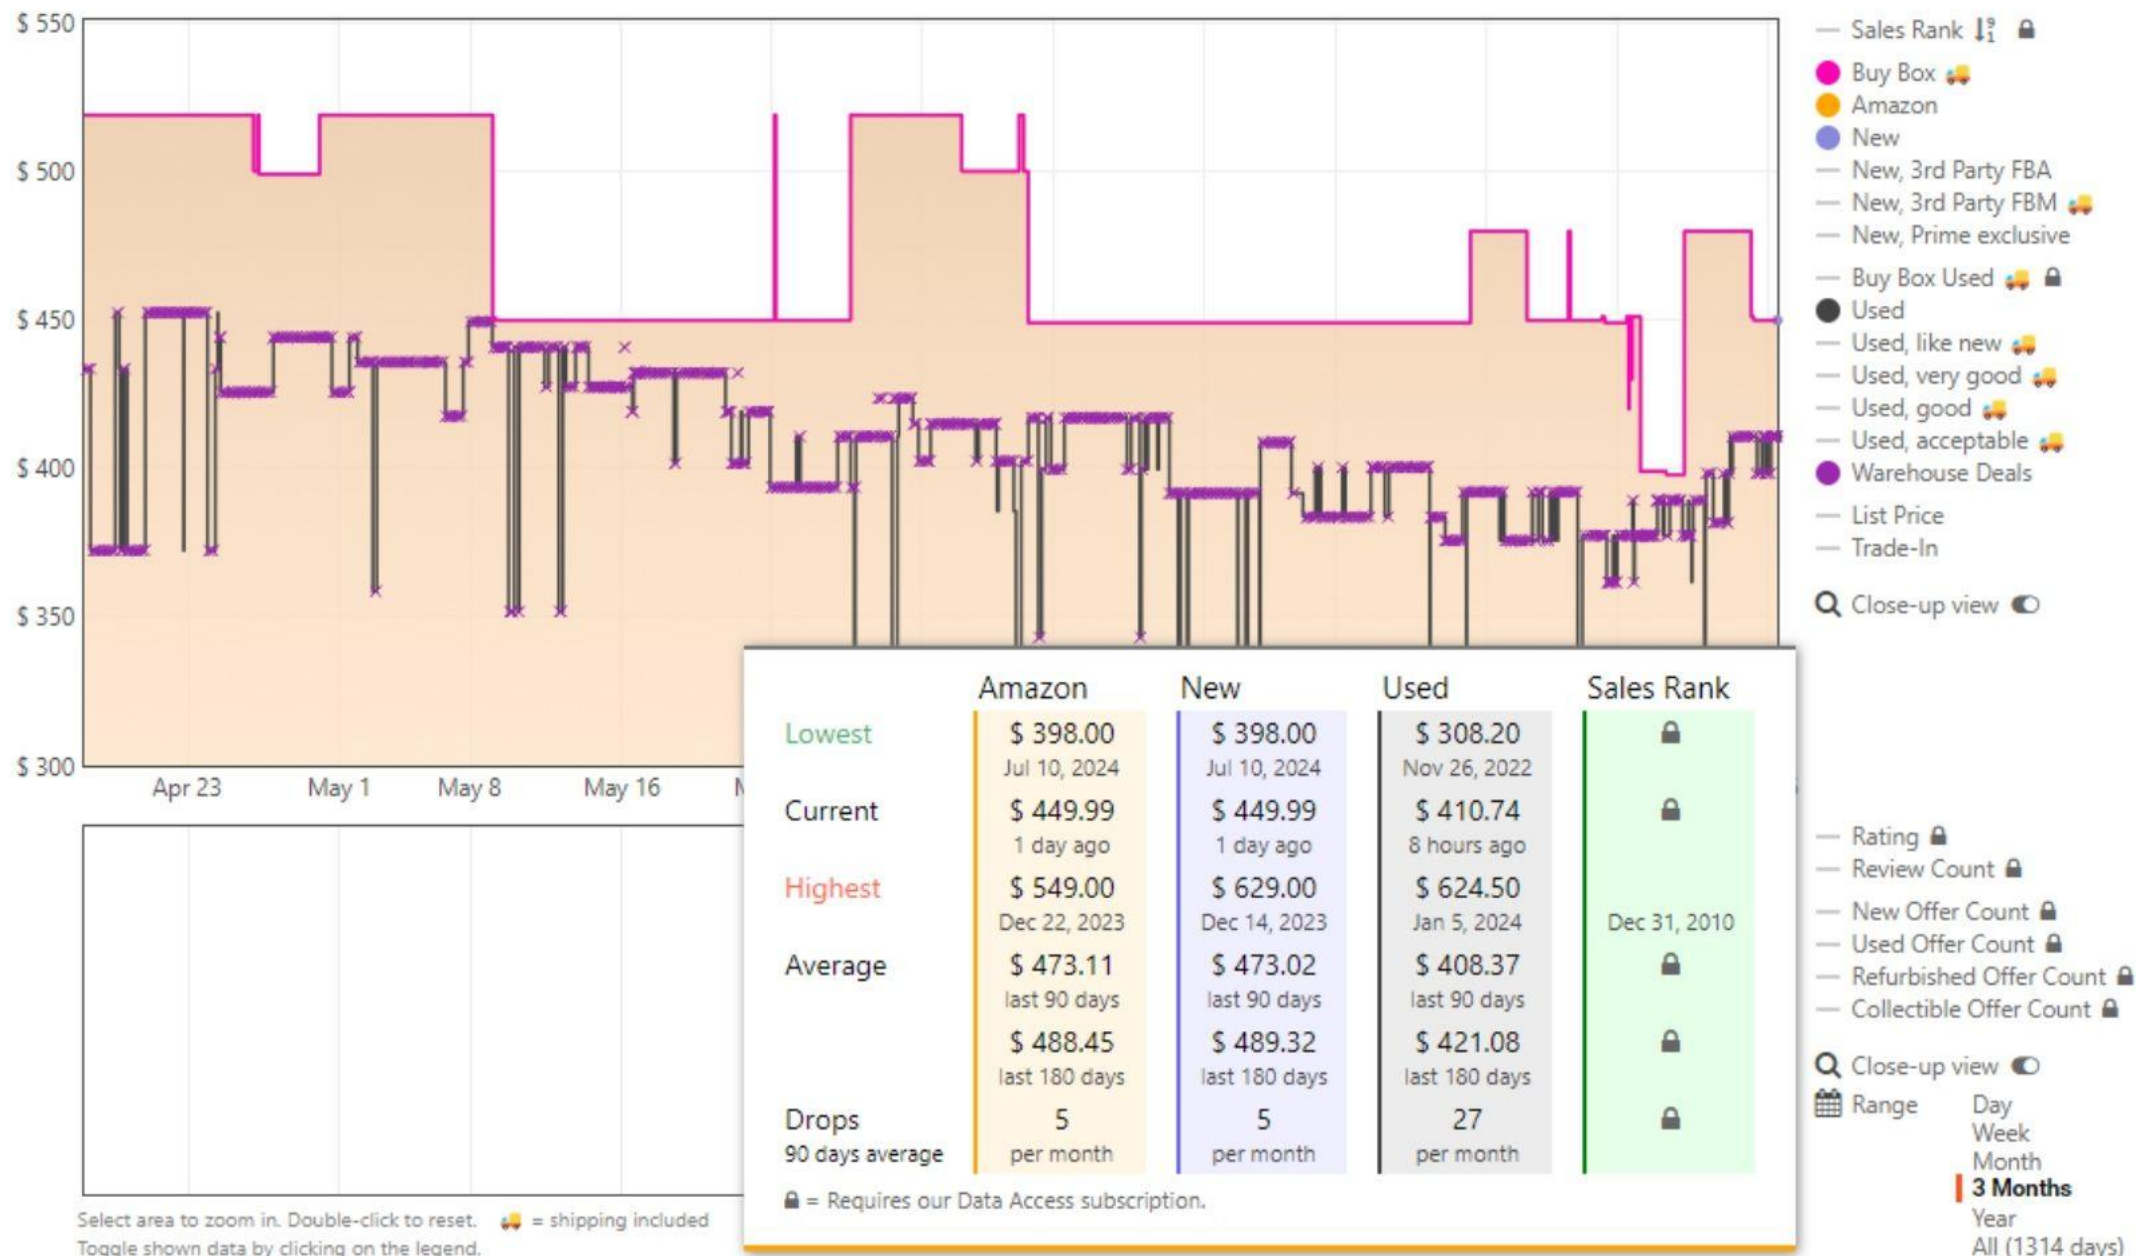 $ 550
$ 500
$ 450
$ 400
$ 350
$ 300
Apr 23 May 1 May 8 May 16
Sales Rank
Buy Box
Amazon
New
New, 3rd Party FBA
New, 3rd Party FBM
New, Prime exclusive
Buy Box Used
Used
Used, like new
Used, very good
Used, good
Used, acceptable
Warehouse Deals
List Price
Trade-In
Close-up view
Amazon New Used Sales Rank
Lowest $ 398.00 $ 398.00 $ 308.20
Jul 10, 2024 Jul 10, 2024 Nov 26, 2022
Current $ 449.99 $ 449.99 $ 410.74
1 day ago 1 day ago 8 hours ago
Highest $ 549.00 $ 629.00 $ 624.50
Dec 22, 2023 Dec 14, 2023 Jan 5, 2024 Dec 31, 2010
Average $ 473.11 $ 473.02 $ 408.37
last 90 days last 90 days last 90 days
$ 488.45 $ 489.32 $ 421.08
last 180 days last 180 days last 180 days
Drops 5 5 27
90 days average per month per month per month
= Requires our Data Access subscription.
Rating
Review Count
New Offer Count
Used Offer Count
Refurbished Offer Count
Collectible Offer Count
Close-up view
Range Day
Week
Month
3 Months
Year
All (1314 days)
Select area to zoom in. Double-click to reset. = shipping included
Toggle shown data by clicking on the legend.